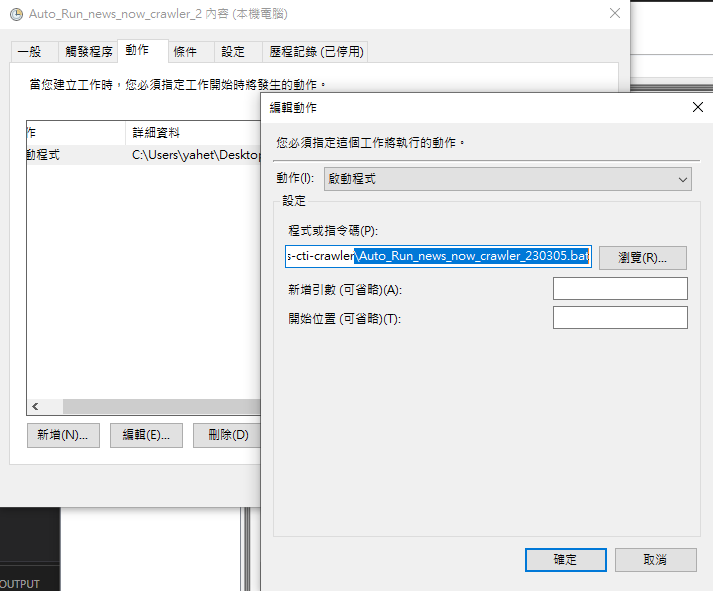 Auto_Run_news_now_crawler_2 內容 (本機電腦)
一般 觸發程序 動作 條件 設定 歷程記錄 (已停用)
當您建立工作時，您必須指定工作開始時將發生的動作。
作 詳細資料
動程式 C:\Users\yahet\Desktop
新增(N)... 編輯(E)... 刪除(D)
編輯動作
您必須指定這個工作將執行的動作。
動作(I): 啟動程式
設定
程式或指令碼(P):
s-cti-crawler\Auto_Run_news_now_crawler_230305.bat 瀏覽(R)...
新增引數 (可省略)(A):
開始位置 (可省略)(T):
確定 取消
OUTPUT